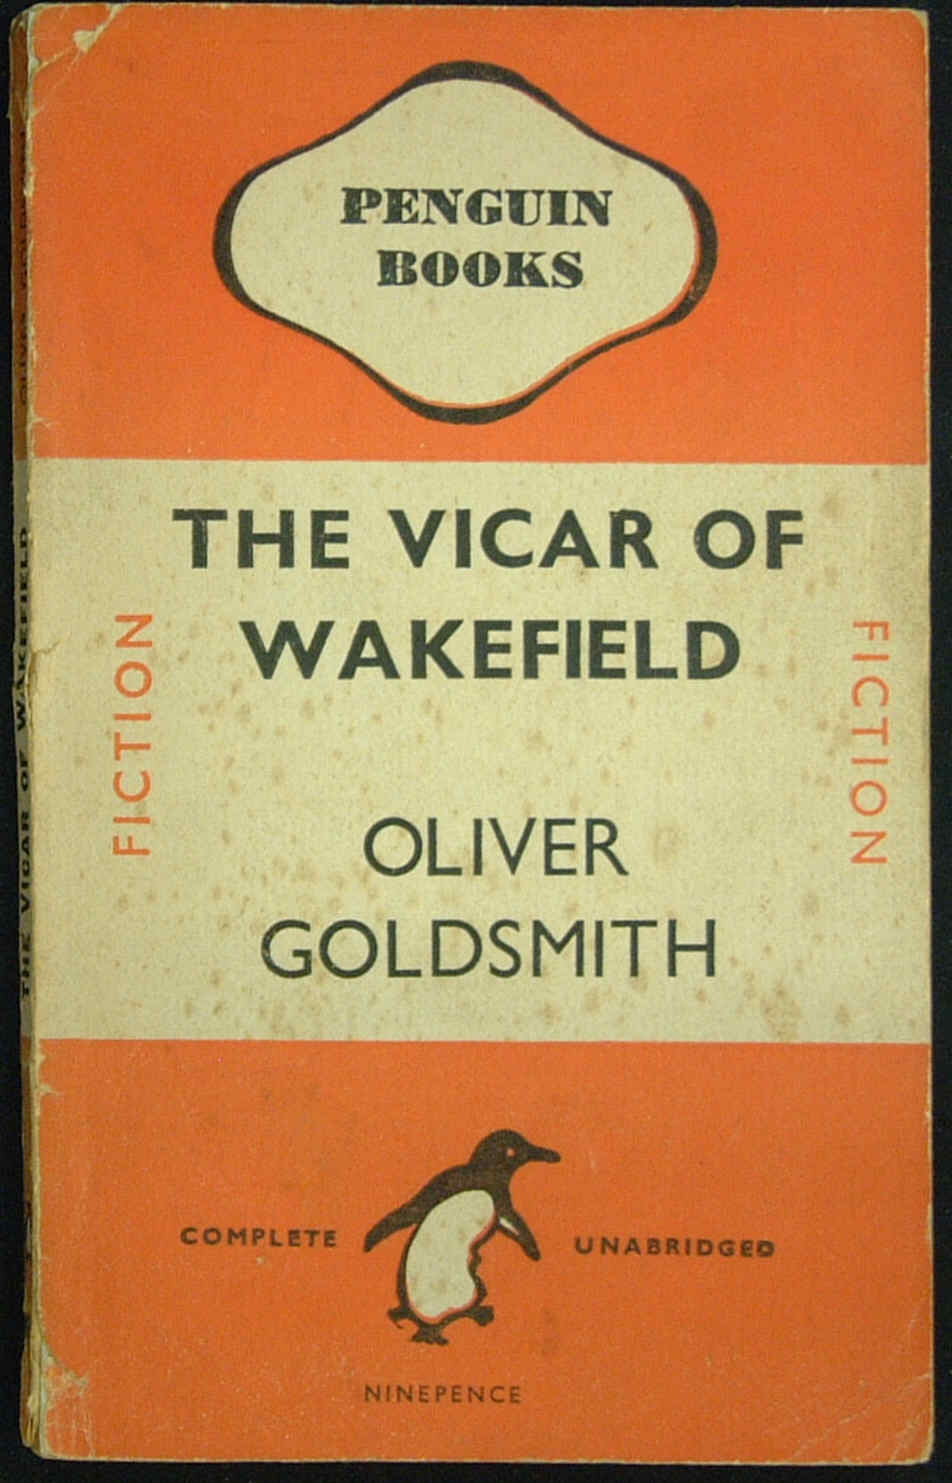 PENGUIN
BOOKS
THE VICAR OF
WAKEFIELD
FICTION
FICTION
OLIVER
GOLDSMITH
COMPLETE
UNABRIDGED
NINEPENCE
THE VICAR OF WAKEFIELD